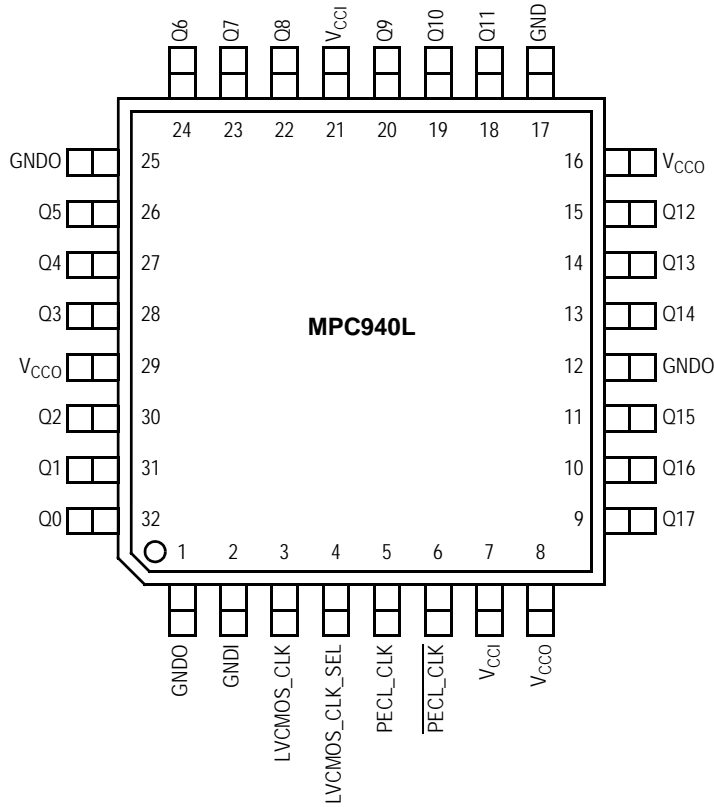 Q6 Q7 Q8 VCCI Q9 Q10 Q11 GND
24 23 22 21 20 19 18 17
GNDO 25 16 VCCO
Q5 26 15 Q12
Q4 27 14 Q13
Q3 28 13 Q14
MPC940L
VCCO 29 12 GNDO
Q2 30 11 Q15
Q1 31 10 Q16
Q0 32 9 Q17
1 2 3 4 5 6 7 8
GNDO GNDI LVCMOS_CLK LVCMOS_CLK_SEL PECL_CLK PECL_CLK VCCI VCCO